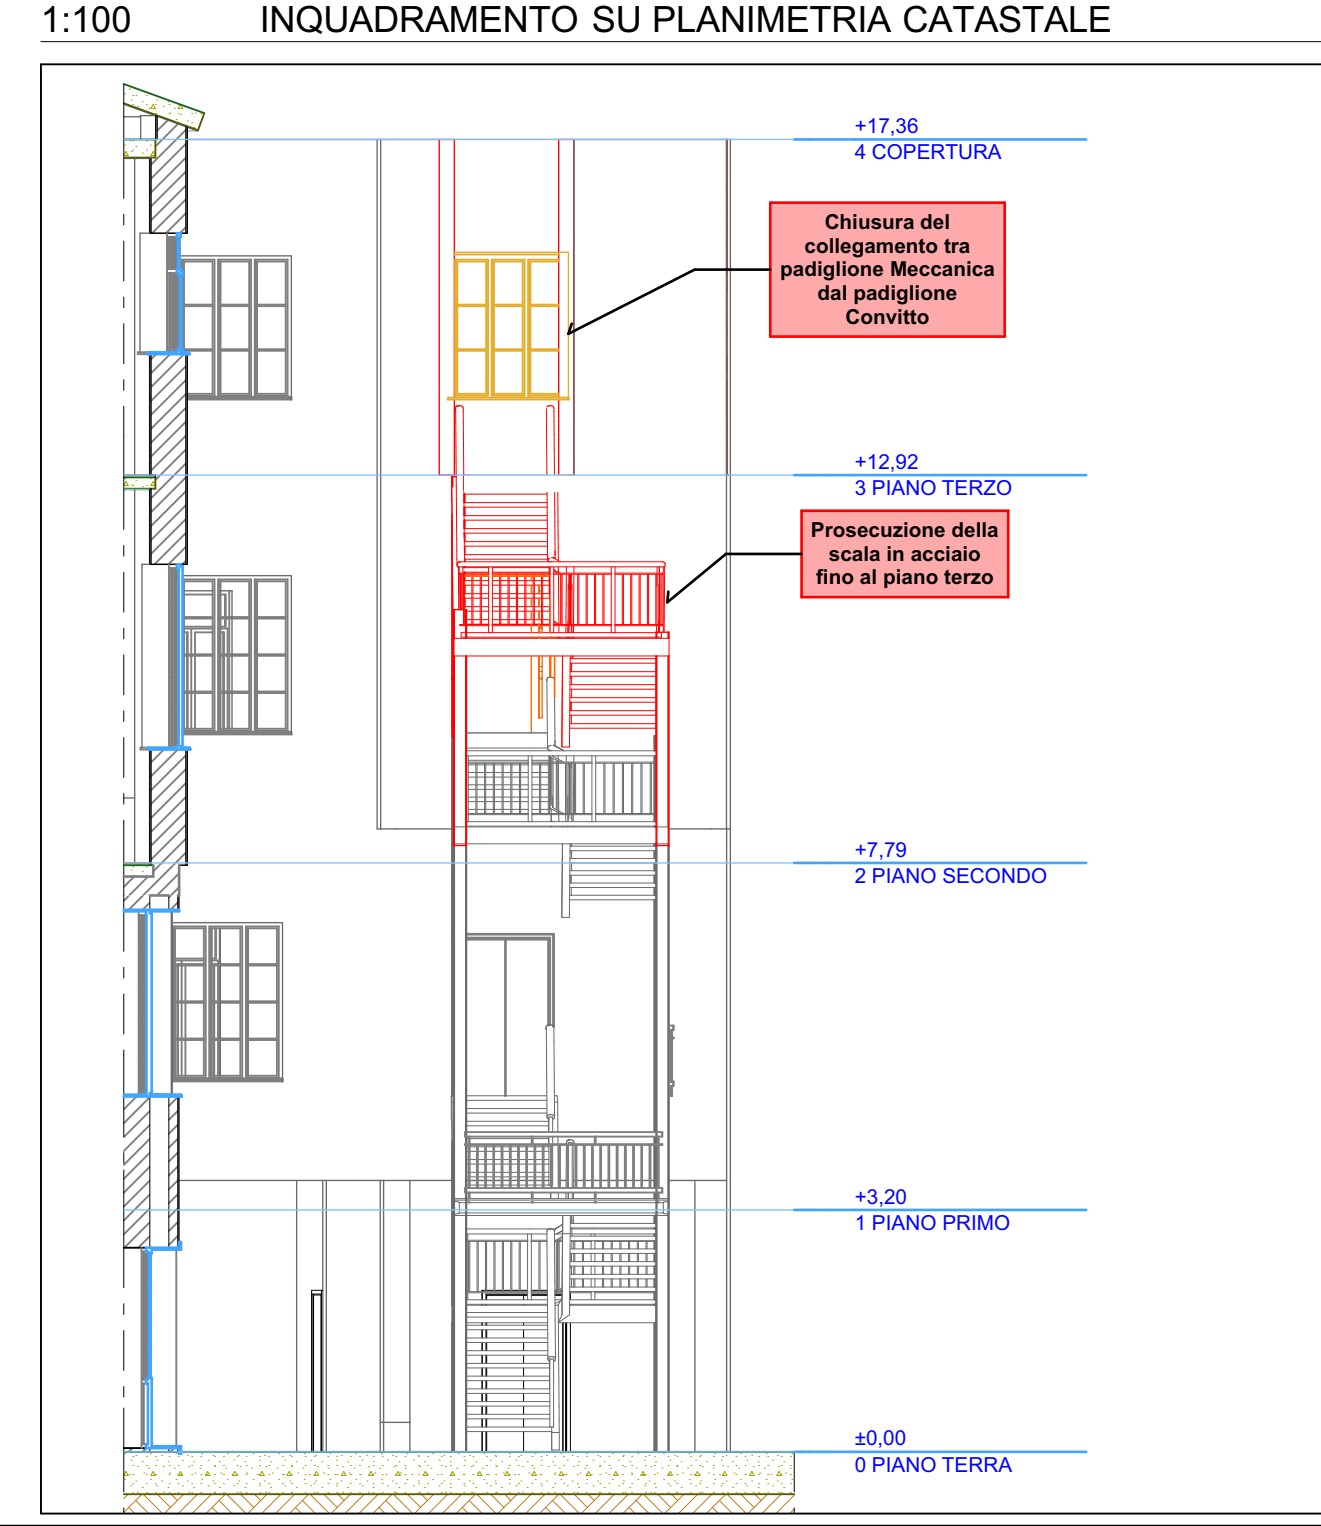 1:100 INQUADRAMENTO SU PLANIMETRIA CATASTALE
+17,36
4 COPERTURA
Chiusura del
collegamento tra
padiglione Meccanica
dal padiglione
Convitto
+12,92
3 PIANO TERZO
Prosecuzione della
scala in acciaio
fino al piano terzo
+7,79
2 PIANO SECONDO
+3,20
1 PIANO PRIMO
±0,00
0 PIANO TERRA